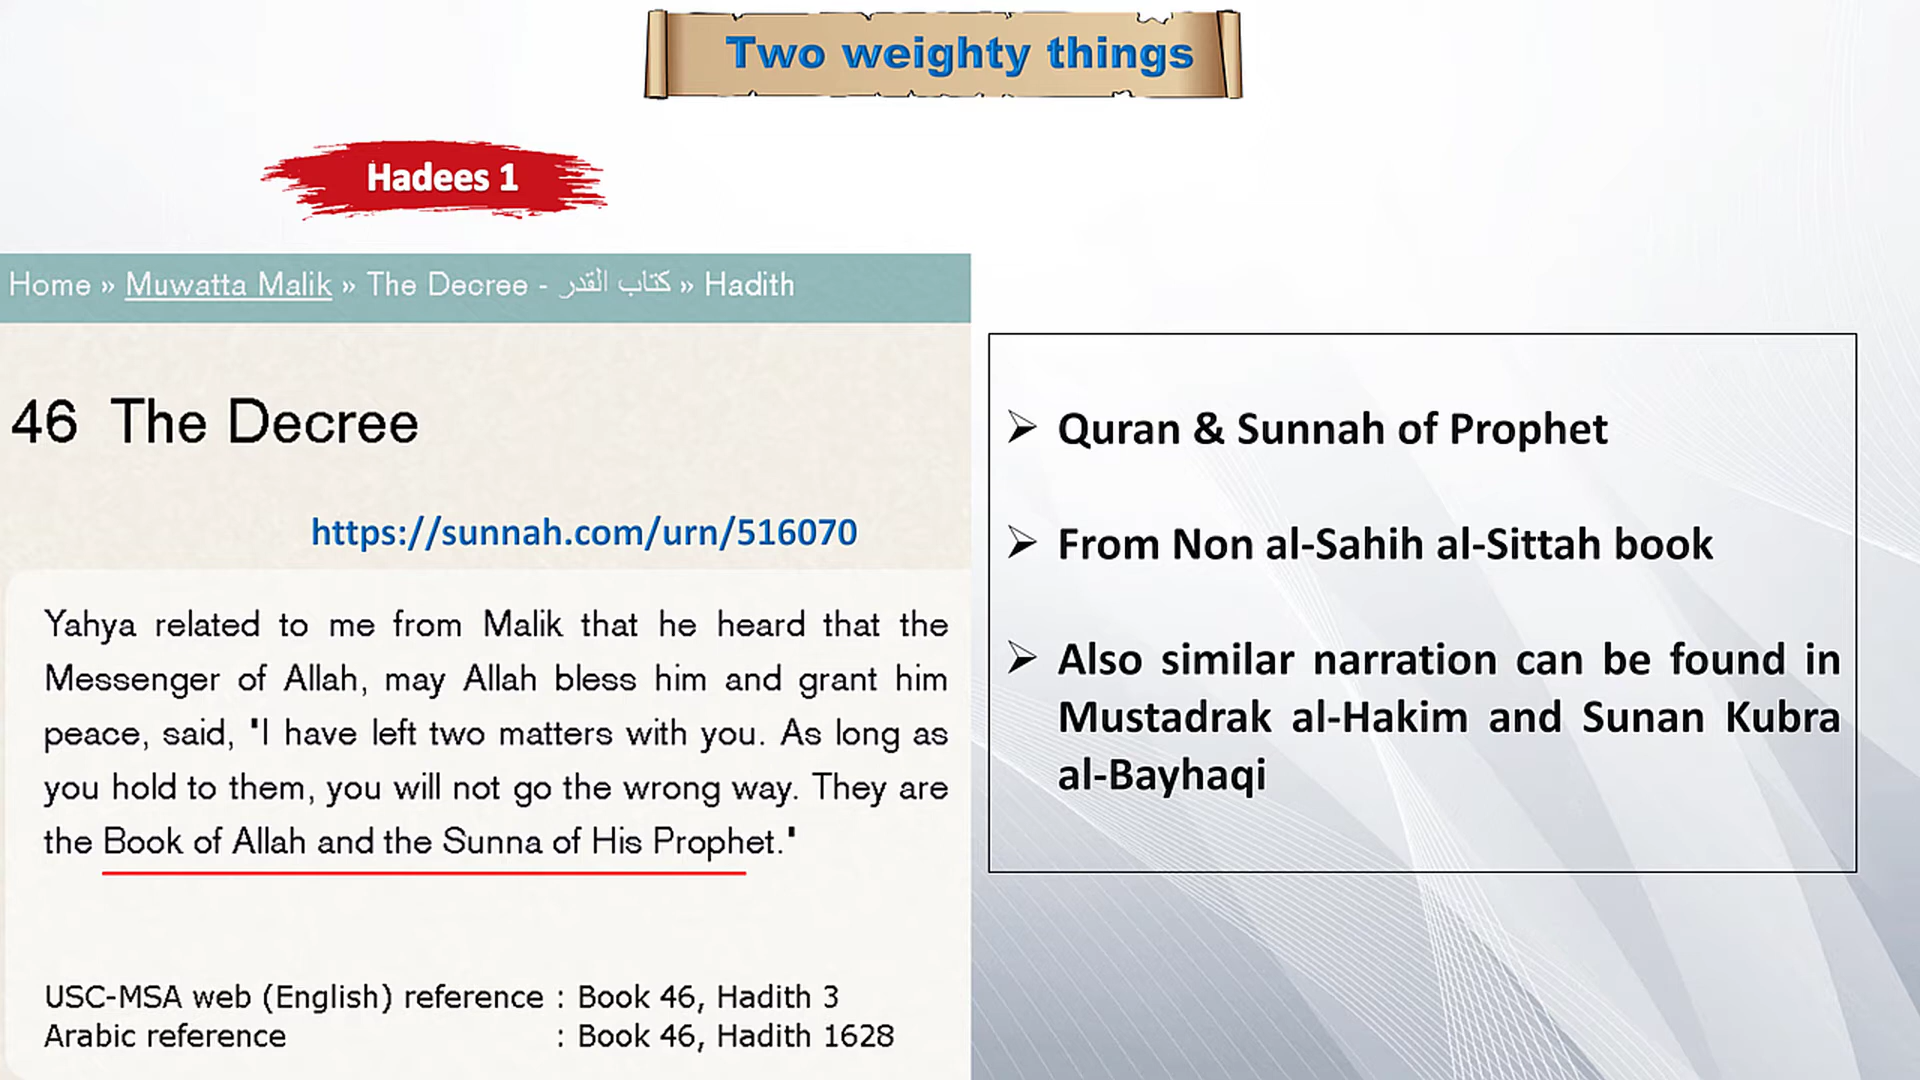 Two weighty things
Hadees 1
Home » Muwatta Malik » The Decree - كتاب القدر » Hadith
46 The Decree
https://sunnah.com/urn/516070
Yahya related to me from Malik that he heard that the
Messenger of Allah, may Allah bless him and grant him
peace, said, "I have left two matters with you. As long as
you hold to them, you will not go the wrong way. They are
the Book of Allah and the Sunna of His Prophet."
USC-MSA web (English) reference : Book 46, Hadith 3
Arabic reference : Book 46, Hadith 1628
➢ Quran & Sunnah of Prophet
➢ From Non al-Sahih al-Sittah book
➢ Also similar narration can be found in
Mustadrak al-Hakim and Sunan Kubra
al-Bayhaqi